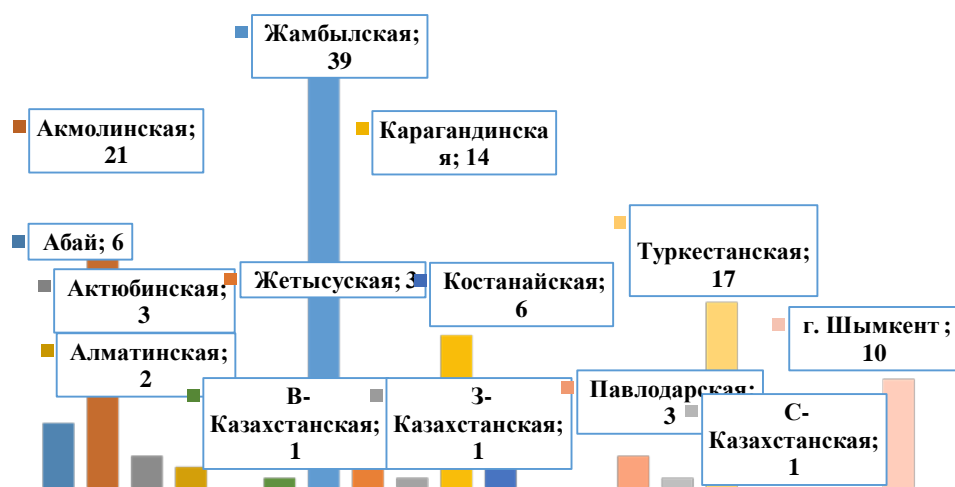 Жамбылская;
39
Акмолинская;
21
Карагандинска
я; 14
Абай; 6
Туркестанская;
17
Актюбинская;
3
Жетысуская; 3
Костанайская;
6
г. Шымкент ;
10
Алматинская;
2
В-
Казахстанская;
1
З-
Казахстанская;
1
Павлодарская;
3
С-
Казахстанская;
1